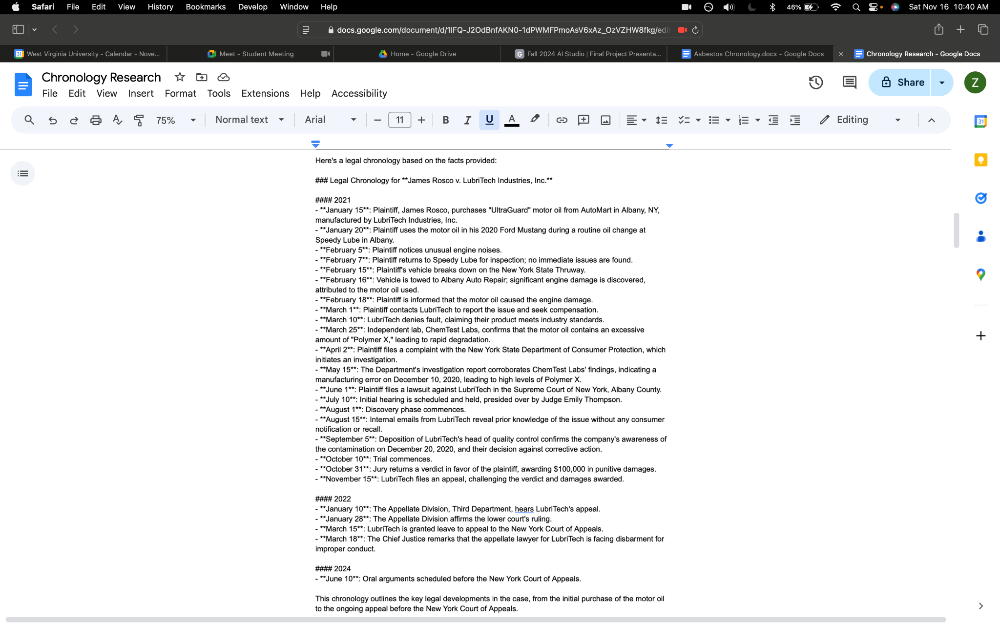 Safari File Edit View History Bookmarks Develop Window Help 46% Sat Nov 16 10:40 AM
docs.google.com/document/d/1IFQ-J2OdBnfAKN0-1dPWMFPmoAsV6xAz_OzVZHW8fkg/edit
West Virginia University - Calendar - Nove... Meet - Student Meeting Home - Google Drive Fall 2024 AI Studio | Final Project Presenta... Asbestos Chronology.docx - Google Docs Chronology Research - Google Docs
Chronology Research
File Edit View Insert Format Tools Extensions Help Accessibility
Share
Z
75% Normal text Arial 11 B I U A Editing
31
Here's a legal chronology based on the facts provided:
### Legal Chronology for **James Rosco v. LubriTech Industries, Inc.**
#### 2021
- **January 15**: Plaintiff, James Rosco, purchases "UltraGuard" motor oil from AutoMart in Albany, NY,
manufactured by LubriTech Industries, Inc.
- **January 20**: Plaintiff uses the motor oil in his 2020 Ford Mustang during a routine oil change at
Speedy Lube in Albany.
- **February 5**: Plaintiff notices unusual engine noises.
- **February 7**: Plaintiff returns to Speedy Lube for inspection; no immediate issues are found.
- **February 15**: Plaintiff's vehicle breaks down on the New York State Thruway.
- **February 16**: Vehicle is towed to Albany Auto Repair; significant engine damage is discovered,
attributed to the motor oil used.
- **February 18**: Plaintiff is informed that the motor oil caused the engine damage.
- **March 1**: Plaintiff contacts LubriTech to report the issue and seek compensation.
- **March 10**: LubriTech denies fault, claiming their product meets industry standards.
- **March 25**: Independent lab, ChemTest Labs, confirms that the motor oil contains an excessive
amount of "Polymer X," leading to rapid degradation.
- **April 2**: Plaintiff files a complaint with the New York State Department of Consumer Protection, which
initiates an investigation.
- **May 15**: The Department's investigation report corroborates ChemTest Labs' findings, indicating a
manufacturing error on December 10, 2020, leading to high levels of Polymer X.
- **June 1**: Plaintiff files a lawsuit against LubriTech in the Supreme Court of New York, Albany County.
- **July 10**: Initial hearing is scheduled and held, presided over by Judge Emily Thompson.
- **August 1**: Discovery phase commences.
- **August 15**: Internal emails from LubriTech reveal prior knowledge of the issue without any consumer
notification or recall.
- **September 5**: Deposition of LubriTech's head of quality control confirms the company's awareness of
the contamination on December 20, 2020, and their decision against corrective action.
- **October 10**: Trial commences.
- **October 31**: Jury returns a verdict in favor of the plaintiff, awarding $100,000 in punitive damages.
- **November 15**: LubriTech files an appeal, challenging the verdict and damages awarded.
#### 2022
- **January 10**: The Appellate Division, Third Department, hears LubriTech's appeal.
- **January 28**: The Appellate Division affirms the lower court's ruling.
- **March 15**: LubriTech is granted leave to appeal to the New York Court of Appeals.
- **March 18**: The Chief Justice remarks that the appellate lawyer for LubriTech is facing disbarment for
improper conduct.
#### 2024
- **June 10**: Oral arguments scheduled before the New York Court of Appeals.
This chronology outlines the key legal developments in the case, from the initial purchase of the motor oil
to the ongoing appeal before the New York Court of Appeals.